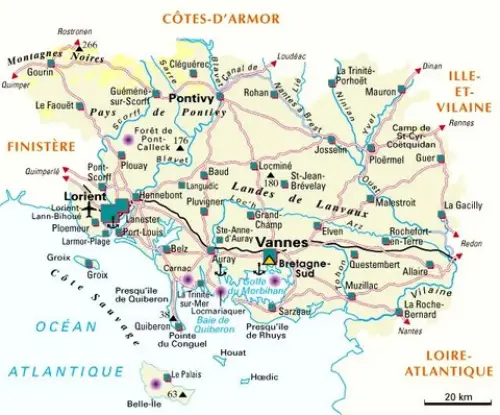 CÔTES-D'ARMOR
Rostronen
266
Montagnes Noires
Gourin
Quimper
Cléguérec
Sarre
Blavet
Canal de
Nantes à Brest
Loudéac
La Trinité-
Porhoët
Mauron
Dinan
ILLE-
ET-
VILAINE
Guéméné-
sur-Scorff
Pontivy
Rohan
Ninian
Yvel
Le Faouët
Pays de Pontivy
Scorff
Forêt de
Pont-
Calleck
176
Blavet
Camp de
St-Cyr-
Coëtquidan
Rennes
Josselin
Ploërmel
Guer
FINISTÈRE
Quimperlé
Plouay
Pont-
Scorff
Baud
Locminé
180
St-Jean-
Brévelay
Languidic
Landes de Lanvaux
Oust
Malestroit
La Gacilly
Lorient
Hennebont
Pluvigner
Loc'h
Lorient
Lann-Bihoué
Lanester
Ploemeur
Port-Louis
Larmor-Plage
Grand-
Champ
Ste-Anne-
d'Auray
Elven
Arz
Rochefort-
en-Terre
Redon
Vannes
Belz
Auray
Bretagne-
Sud
Questembert
Allaire
Groix
Groix
Carnac
Golfe
du Morbihan
Muzillac
Vilaine
La Roche-
Bernard
Côte Sauvage
Presqu'île
de Quiberon
La Trinité-
sur-Mer
Locmariaquer
Baie de
Quiberon
Sarzeau
Presqu'île
de Rhuys
Nantes
38
Quiberon
Pointe
du Conguel
OCÉAN
ATLANTIQUE
Houat
Hœdic
Le Palais
Belle-Île
63
LOIRE-
ATLANTIQUE
20 km